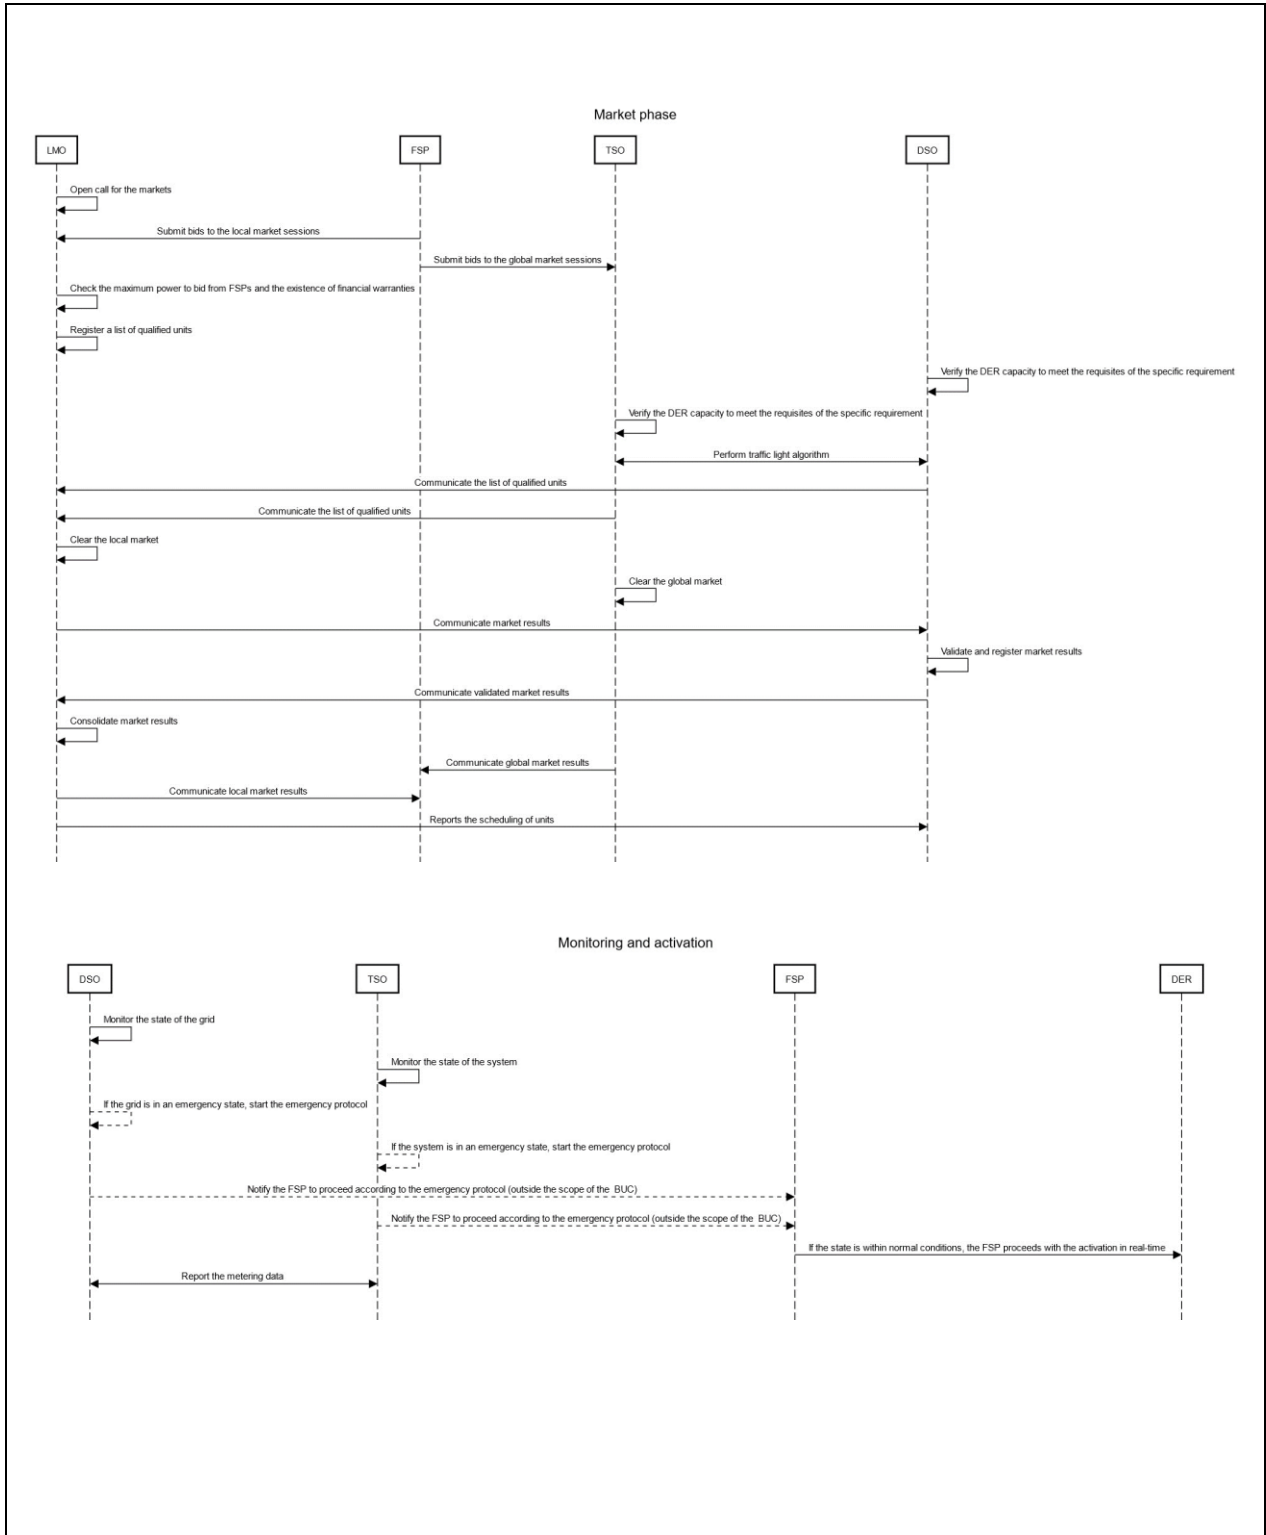 Market phase
LMO
FSP
TSO
DSO
Open call for the markets
Submit bids to the local market sessions
Submit bids to the global market sessions
Check the maximum power to bid from FSPs and the existence of financial warranties
Register a list of qualified units
Verify the DER capacity to meet the requisites of the specific requirement
Verify the DER capacity to meet the requisites of the specific requirement
Perform traffic light algorithm
Communicate the list of qualified units
Communicate the list of qualified units
Clear the local market
Clear the global market
Communicate market results
Validate and register market results
Communicate validated market results
Consolidate market results
Communicate global market results
Communicate local market results
Reports the scheduling of units
Monitoring and activation
DSO
TSO
FSP
DER
Monitor the state of the grid
Monitor the state of the system
If the grid is in an emergency state, start the emergency protocol
If the system is in an emergency state, start the emergency protocol
Notify the FSP to proceed according to the emergency protocol (outside the scope of the BUC)
Notify the FSP to proceed according to the emergency protocol (outside the scope of the BUC)
If the state is within normal conditions, the FSP proceeds with the activation in real-time
Report the metering data